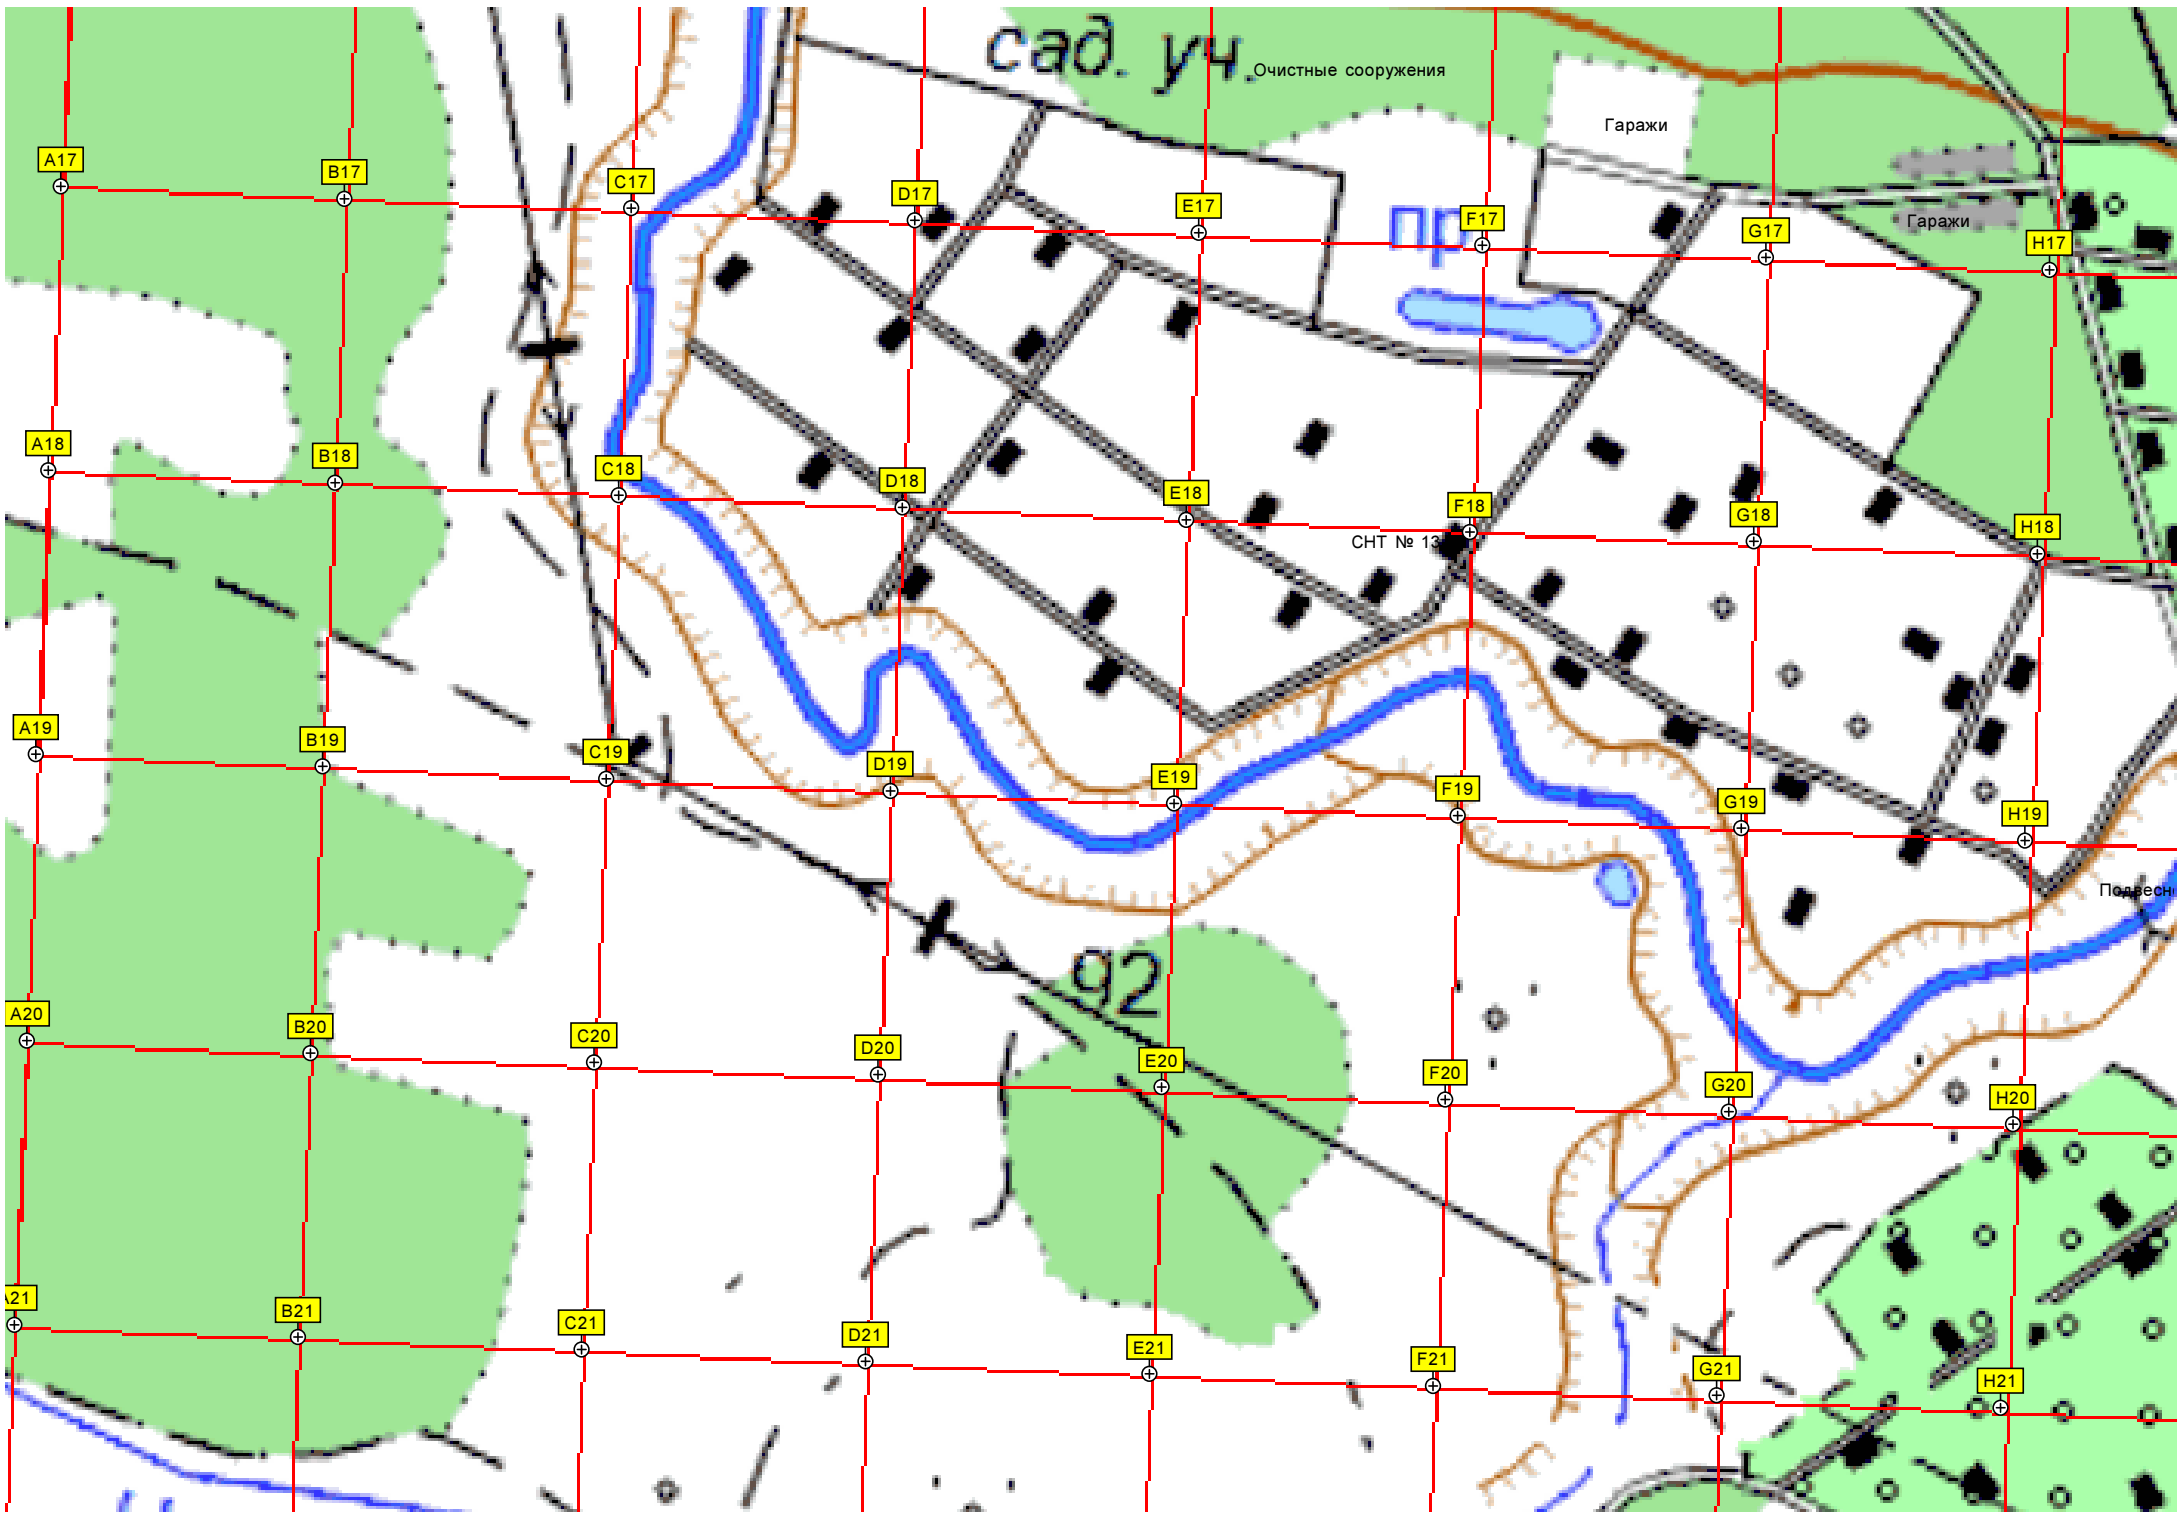 сад. уч.
Очистные сооружения
Гаражи
A17
B17
C17
D17
E17
пр
F17
G17
Гаражи
H17
A18
B18
C18
D18
E18
F18
G18
H18
СНТ № 13
A19
B19
C19
D19
E19
F19
G19
H19
92
A20
B20
C20
D20
E20
F20
G20
H20
A21
B21
C21
D21
E21
F21
G21
H21